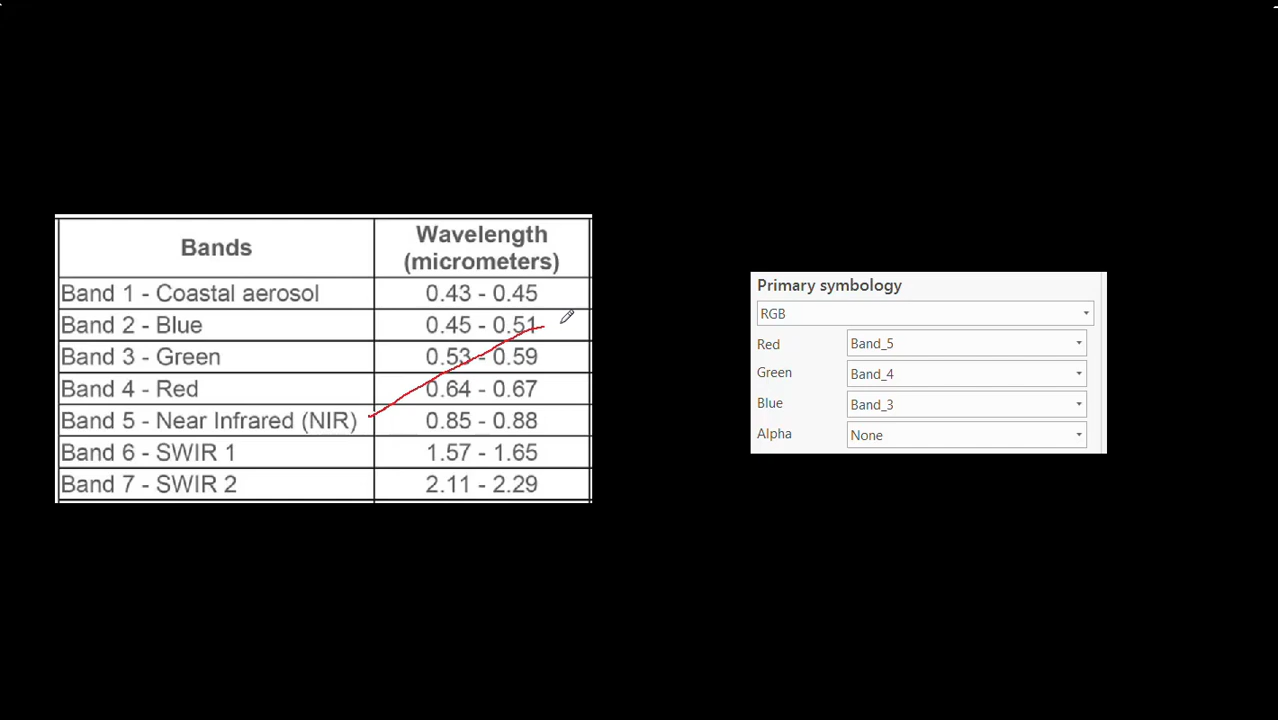 Bands Wavelength (micrometers)
Band 1 - Coastal aerosol 0.43 - 0.45
Band 2 - Blue 0.45 - 0.51
Band 3 - Green 0.53 - 0.59
Band 4 - Red 0.64 - 0.67
Band 5 - Near Infrared (NIR) 0.85 - 0.88
Band 6 - SWIR 1 1.57 - 1.65
Band 7 - SWIR 2 2.11 - 2.29
Primary symbology
RGB
Red Band_5
Green Band_4
Blue Band_3
Alpha None